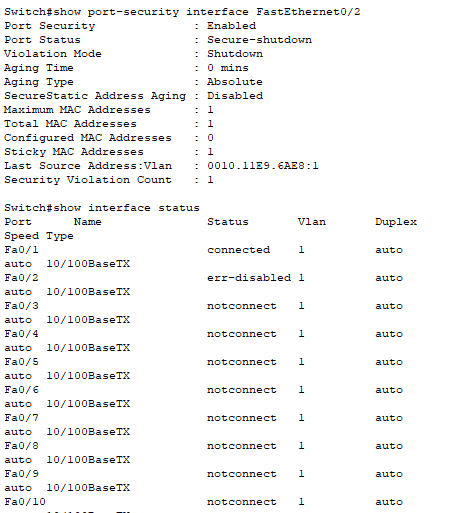 Switch#show port-security interface FastEthernet0/2
Port Security : Enabled
Port Status : Secure-shutdown
Violation Mode : Shutdown
Aging Time : 0 mins
Aging Type : Absolute
SecureStatic Address Aging : Disabled
Maximum MAC Addresses : 1
Total MAC Addresses : 1
Configured MAC Addresses : 0
Sticky MAC Addresses : 1
Last Source Address:Vlan : 0010.11E9.6AE8:1
Security Violation Count : 1
Switch#show interface status
Port Name Status Vlan Duplex
Speed Type
Fa0/1 connected 1 auto
auto 10/100BaseTX
Fa0/2 err-disabled 1 auto
auto 10/100BaseTX
Fa0/3 notconnect 1 auto
auto 10/100BaseTX
Fa0/4 notconnect 1 auto
auto 10/100BaseTX
Fa0/5 notconnect 1 auto
auto 10/100BaseTX
Fa0/6 notconnect 1 auto
auto 10/100BaseTX
Fa0/7 notconnect 1 auto
auto 10/100BaseTX
Fa0/8 notconnect 1 auto
auto 10/100BaseTX
Fa0/9 notconnect 1 auto
auto 10/100BaseTX
Fa0/10 notconnect 1 auto